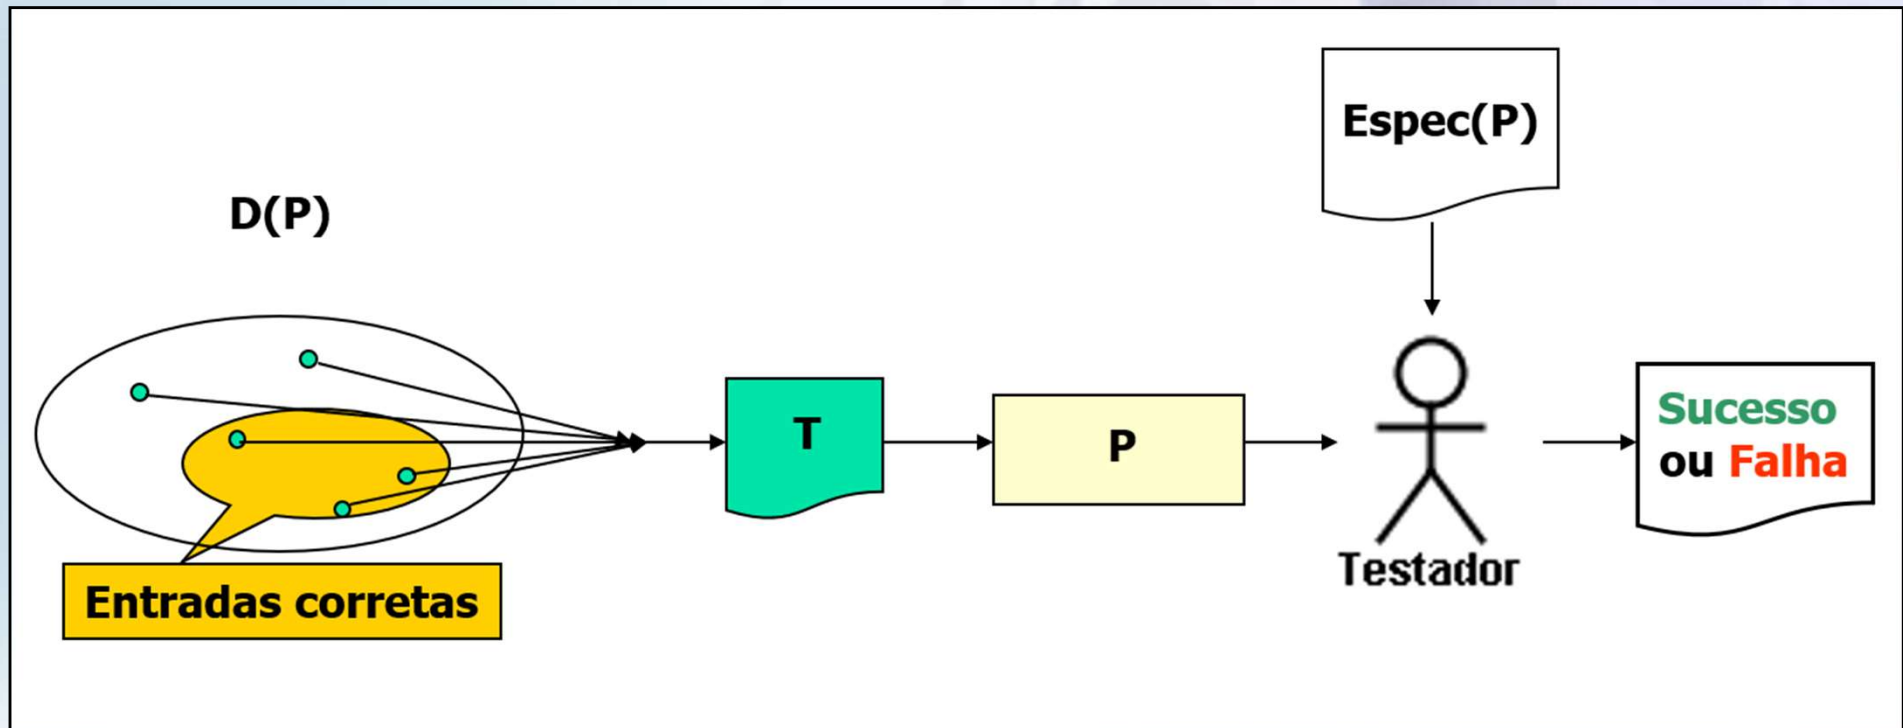 Espec(P)
D(P)
T
P
Sucesso
ou Falha
Testador
Entradas corretas